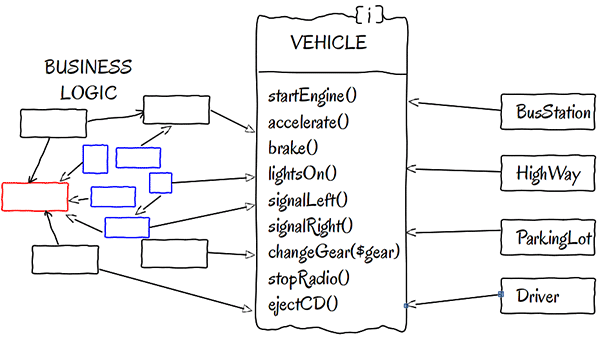 [i]
VEHICLE
BUSINESS
LOGIC
startEngine()
accelerate()
brake()
lightsOn()
signalLeft()
signalRight()
changeGear($gear)
stopRadio()
ejectCD()
BusStation
HighWay
ParkingLot
Driver